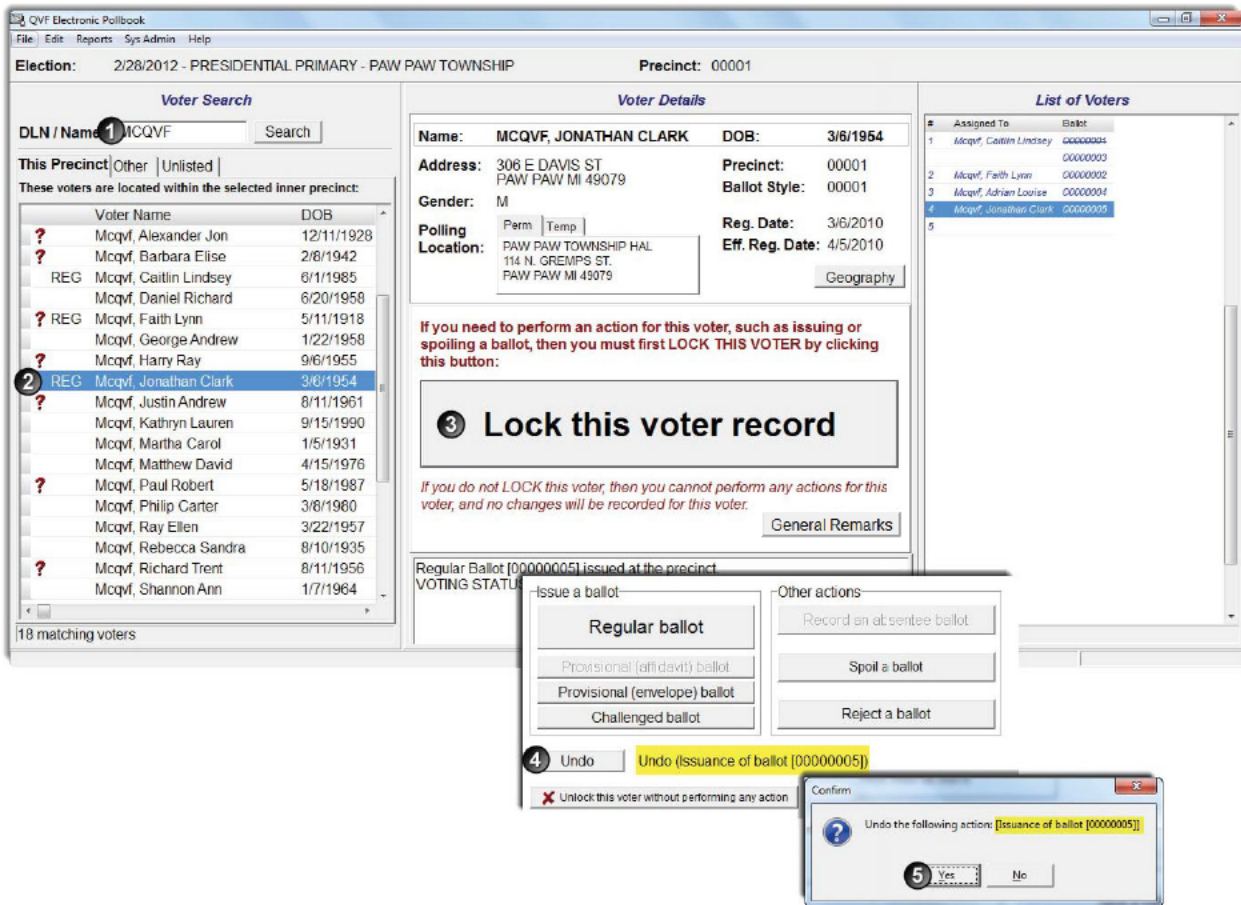 QVF Electronic Pollbook
File Edit Reports Sys Admin Help
Election: 2/28/2012 - PRESIDENTIAL PRIMARY - PAW PAW TOWNSHIP Precinct: 00001
Voter Search
DLN / Name 1 MCQVF Search
This Precinct Other Unlisted
These voters are located within the selected inner precinct:
Voter Name DOB
? Mcqvf, Alexander Jon 12/11/1928
? Mcqvf, Barbara Elise 2/8/1942
REG Mcqvf, Caitlin Lindsey 6/1/1985
Mcqvf, Daniel Richard 6/20/1958
? REG Mcqvf, Faith Lynn 5/11/1918
Mcqvf, George Andrew 1/22/1958
? Mcqvf, Harry Ray 9/6/1955
2 REG Mcqvf, Jonathan Clark 3/6/1954
? Mcqvf, Justin Andrew 8/11/1961
Mcqvf, Kathryn Lauren 9/15/1990
Mcqvf, Martha Carol 1/5/1931
Mcqvf, Matthew David 4/15/1976
? Mcqvf, Paul Robert 5/18/1987
Mcqvf, Philip Carter 3/8/1980
Mcqvf, Ray Ellen 3/22/1957
Mcqvf, Rebecca Sandra 8/10/1935
? Mcqvf, Richard Trent 8/11/1956
Mcqvf, Shannon Ann 1/7/1964
18 matching voters
Voter Details
Name: MCQVF, JONATHAN CLARK DOB: 3/6/1954
Address: 306 E DAVIS ST
PAW PAW MI 49079
Precinct: 00001
Ballot Style: 00001
Gender: M
Polling Location:
Perm Temp
PAW PAW TOWNSHIP HAL
114 N. GREMPS ST.
PAW PAW MI 49079
Reg. Date: 3/6/2010
Eff. Reg. Date: 4/5/2010
Geography
If you need to perform an action for this voter, such as issuing or
spoiling a ballot, then you must first LOCK THIS VOTER by clicking
this button:
3 Lock this voter record
If you do not LOCK this voter, then you cannot perform any actions for this
voter, and no changes will be recorded for this voter.
General Remarks
Regular Ballot [00000005] issued at the precinct
VOTING STATUS
List of Voters
# Assigned To Ballot
1 Mcqvf, Caitlin Lindsey 00000001
00000003
2 Mcqvf, Faith Lynn 00000002
3 Mcqvf, Adrian Louise 00000004
4 Mcqvf, Jonathan Clark 00000005
5
Issue a ballot
Regular ballot
Provisional (affidavit) ballot
Provisional (envelope) ballot
Challenged ballot
Other actions
Record an absentee ballot
Spoil a ballot
Reject a ballot
4 Undo Undo (Issuance of ballot [00000005])
Unlock this voter without performing any action
Confirm
Undo the following action: [Issuance of ballot [00000005]]
5 Yes No